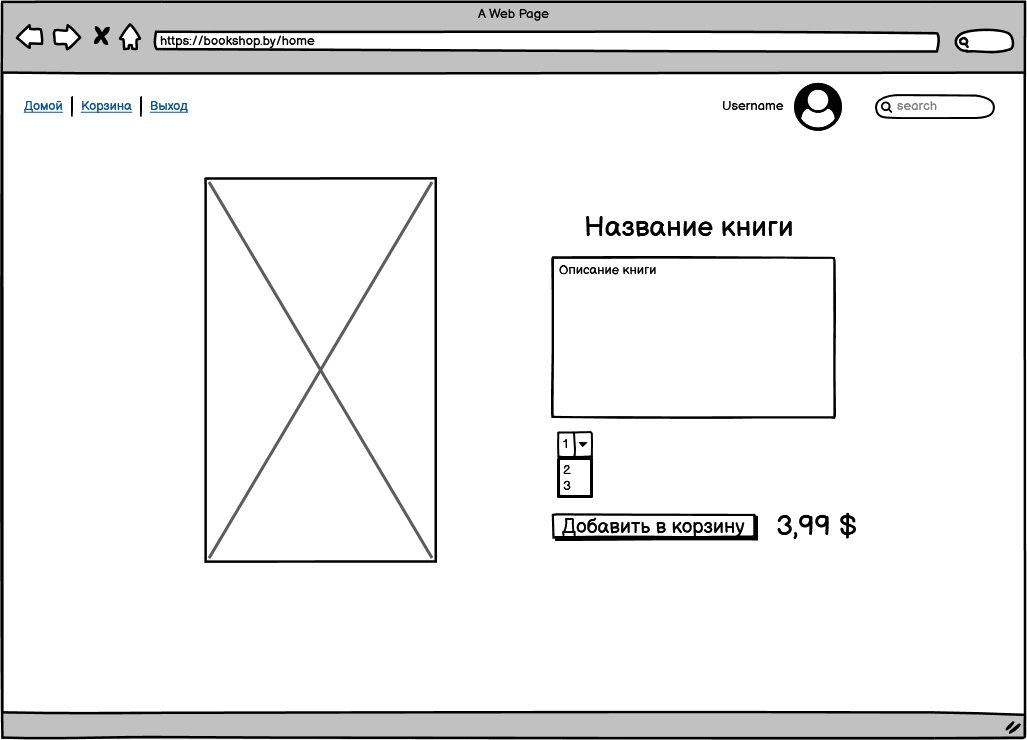 A Web Page
https://bookshop.by/home
Домой Корзина Выход Username search
Название книги
Описание книги
1
2
3
Добавить в корзину 3,99 $